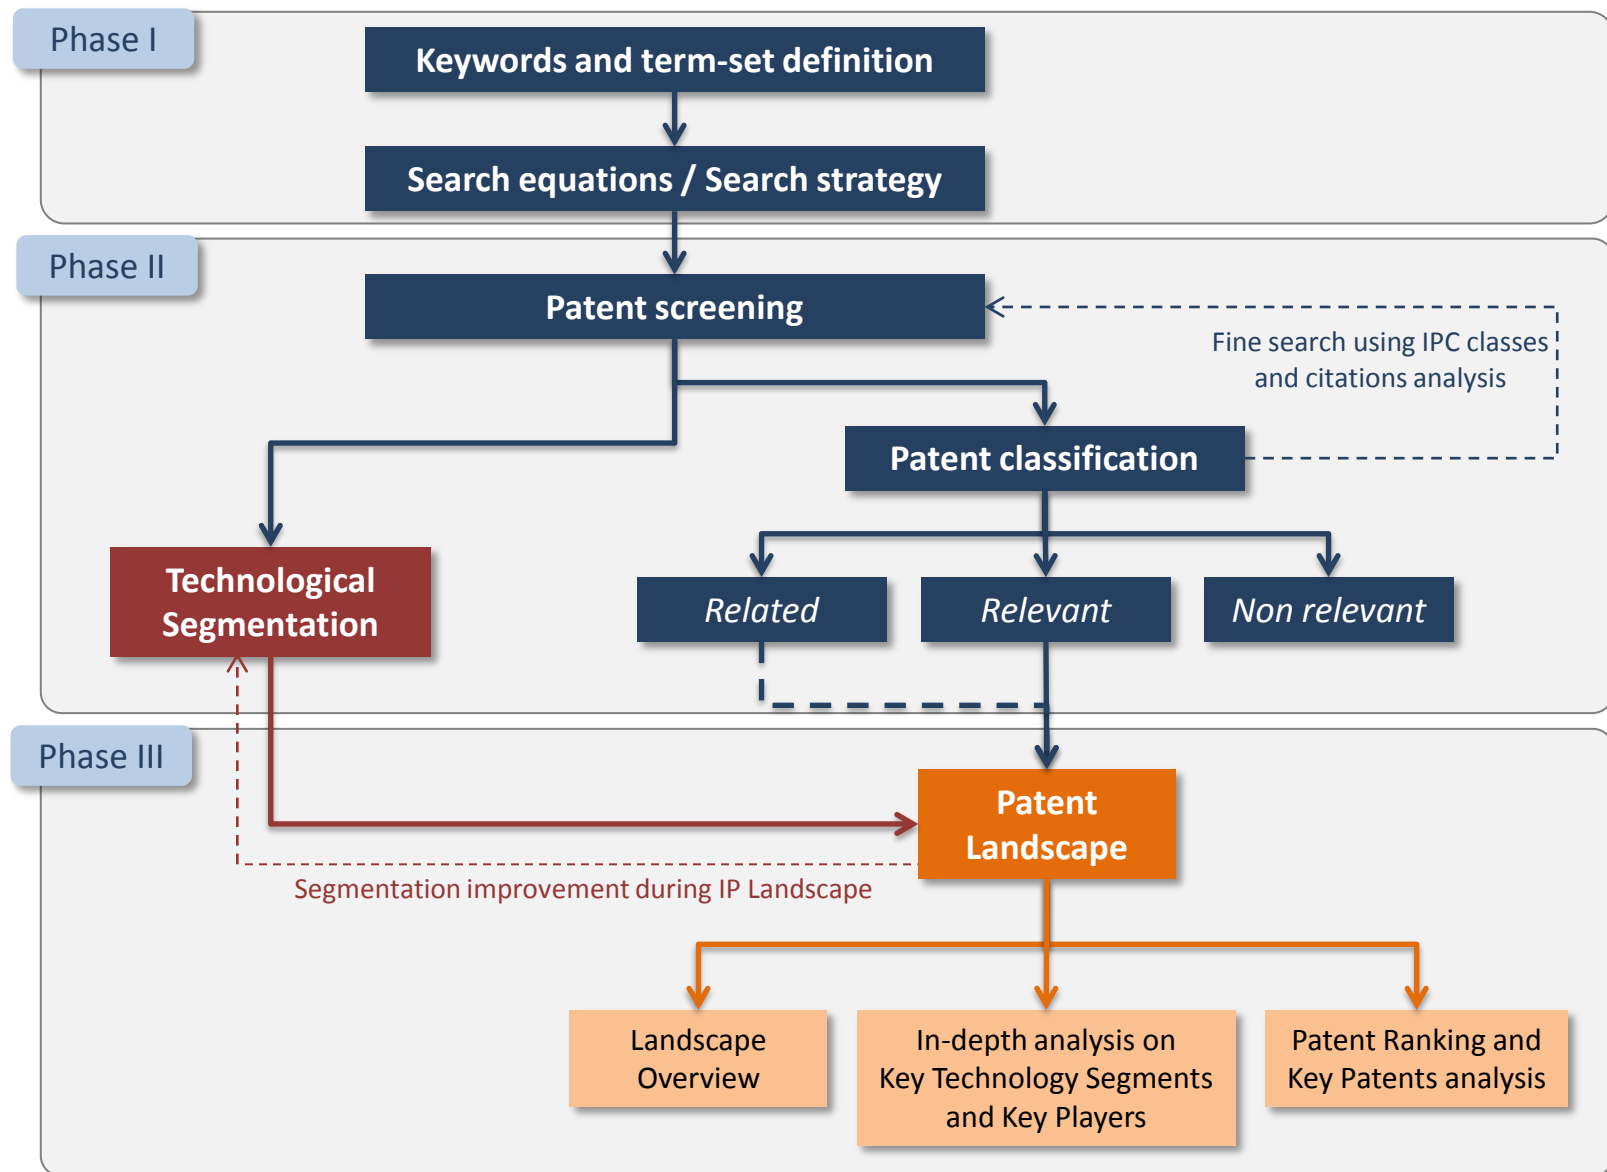 Phase I
Keywords and term-set definition
Search equations / Search strategy
Phase II
Patent screening
Fine search using IPC classes
and citations analysis
Patent classification
Technological
Segmentation
Related
Relevant
Non relevant
Phase III
Patent
Landscape
Segmentation improvement during IP Landscape
Landscape
Overview
In-depth analysis on
Key Technology Segments
and Key Players
Patent Ranking and
Key Patents analysis